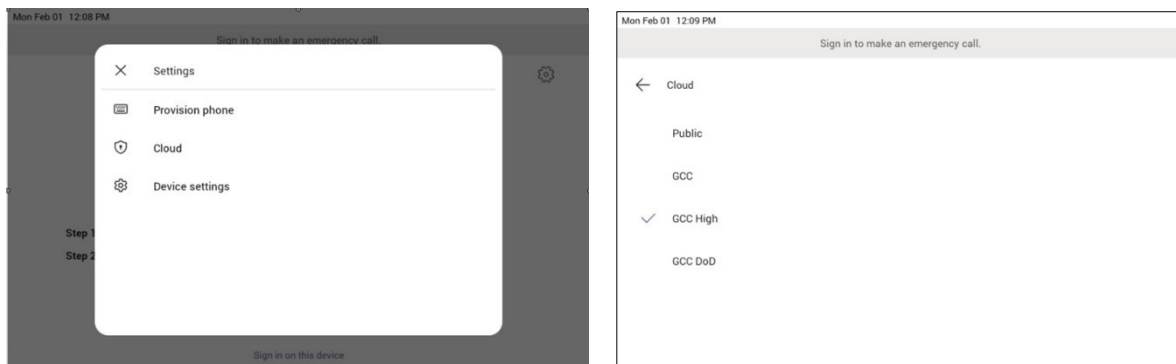 Mon Feb 01 12:08 PM
Sign in to make an emergency call.
Settings
Provision phone
Cloud
Device settings
Step 1
Step 2
Sign in on this device
Mon Feb 01 12:09 PM
Sign in to make an emergency call.
Cloud
Public
GCC
GCC High
GCC DoD